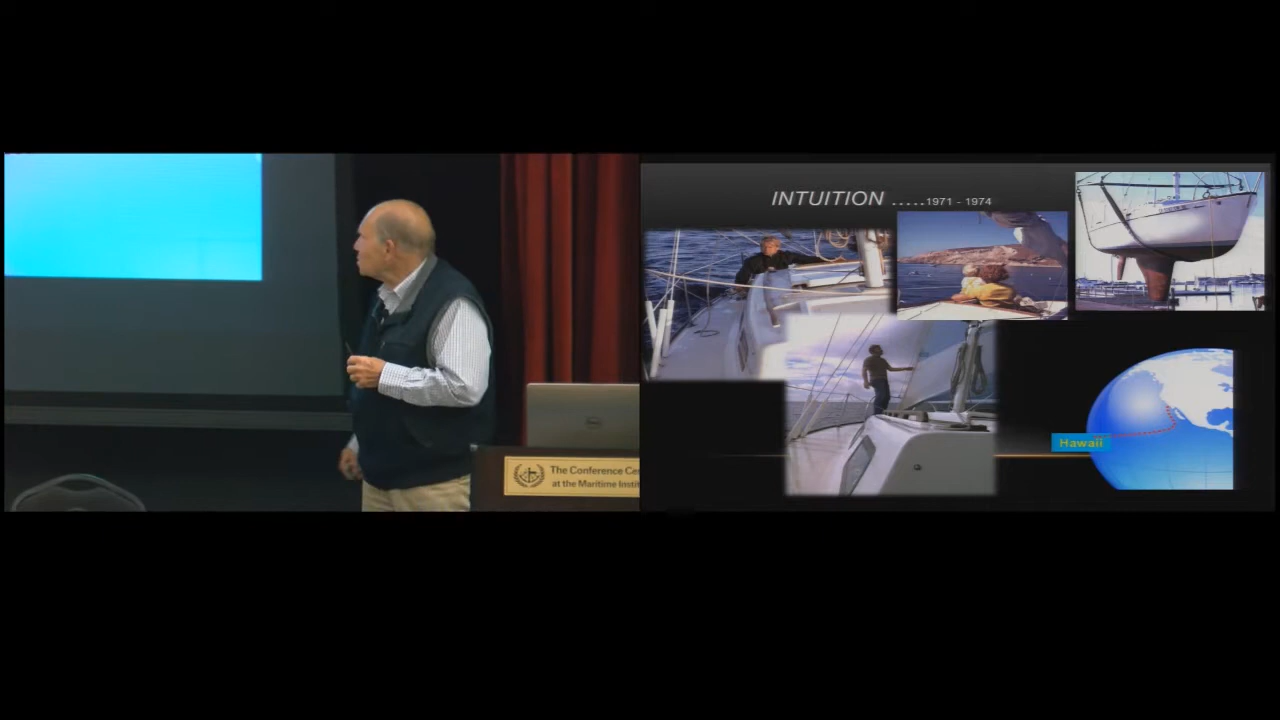 INTUITION .....1971 - 1974
Hawaii
The Conference Ce
at the Maritime Instit